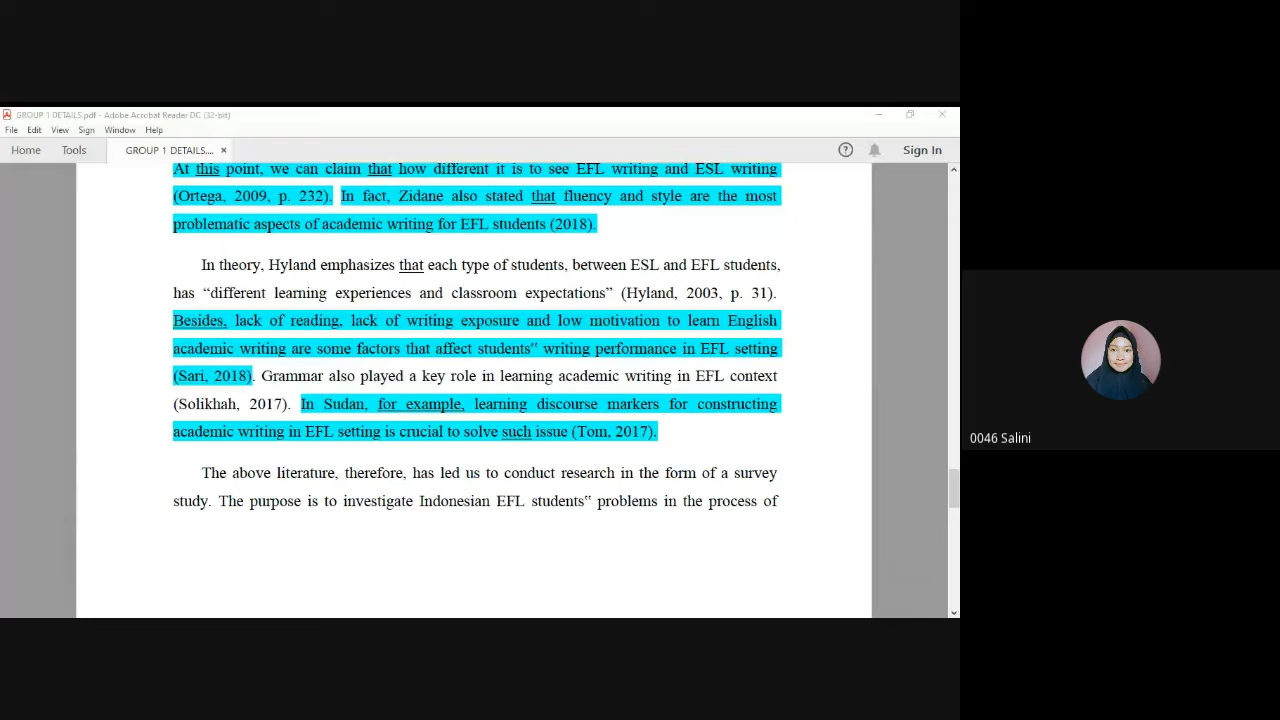 GROUP 1 DETAILS.pdf - Adobe Acrobat Reader DC (32-bit)
File Edit View Sign Window Help
Home Tools GROUP 1 DETAILS.... × Sign In
At this point, we can claim that how different it is to see EFL writing and ESL writing
(Ortega, 2009, p. 232). In fact, Zidane also stated that fluency and style are the most
problematic aspects of academic writing for EFL students (2018).
In theory, Hyland emphasizes that each type of students, between ESL and EFL students,
has “different learning experiences and classroom expectations” (Hyland, 2003, p. 31).
Besides, lack of reading, lack of writing exposure and low motivation to learn English
academic writing are some factors that affect students‟ writing performance in EFL setting
(Sari, 2018). Grammar also played a key role in learning academic writing in EFL context
(Solikhah, 2017). In Sudan, for example, learning discourse markers for constructing
academic writing in EFL setting is crucial to solve such issue (Tom, 2017).
The above literature, therefore, has led us to conduct research in the form of a survey
study. The purpose is to investigate Indonesian EFL students‟ problems in the process of
0046 Salini